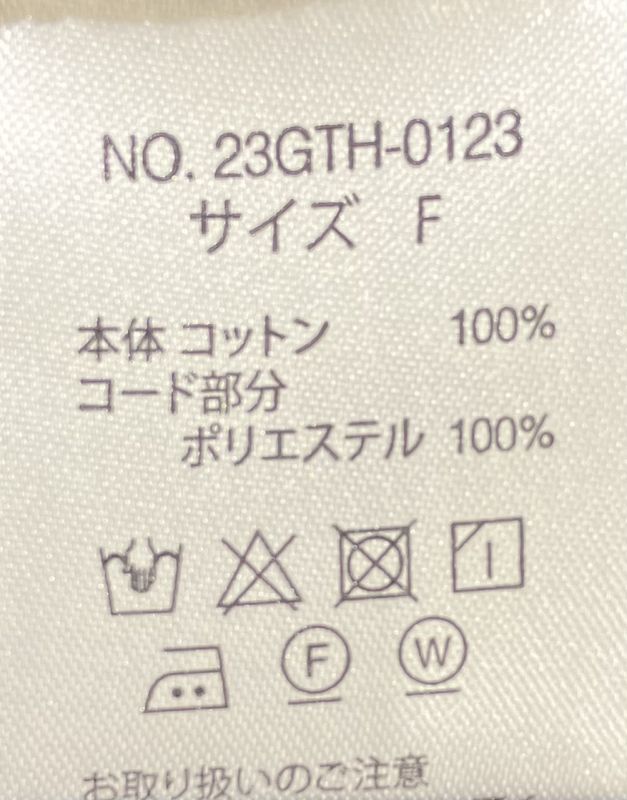 NO. 23GTH-0123
サイズ F
本体 コットン 100%
コード部分
ポリエステル 100%
F W
お取り扱いのご注意